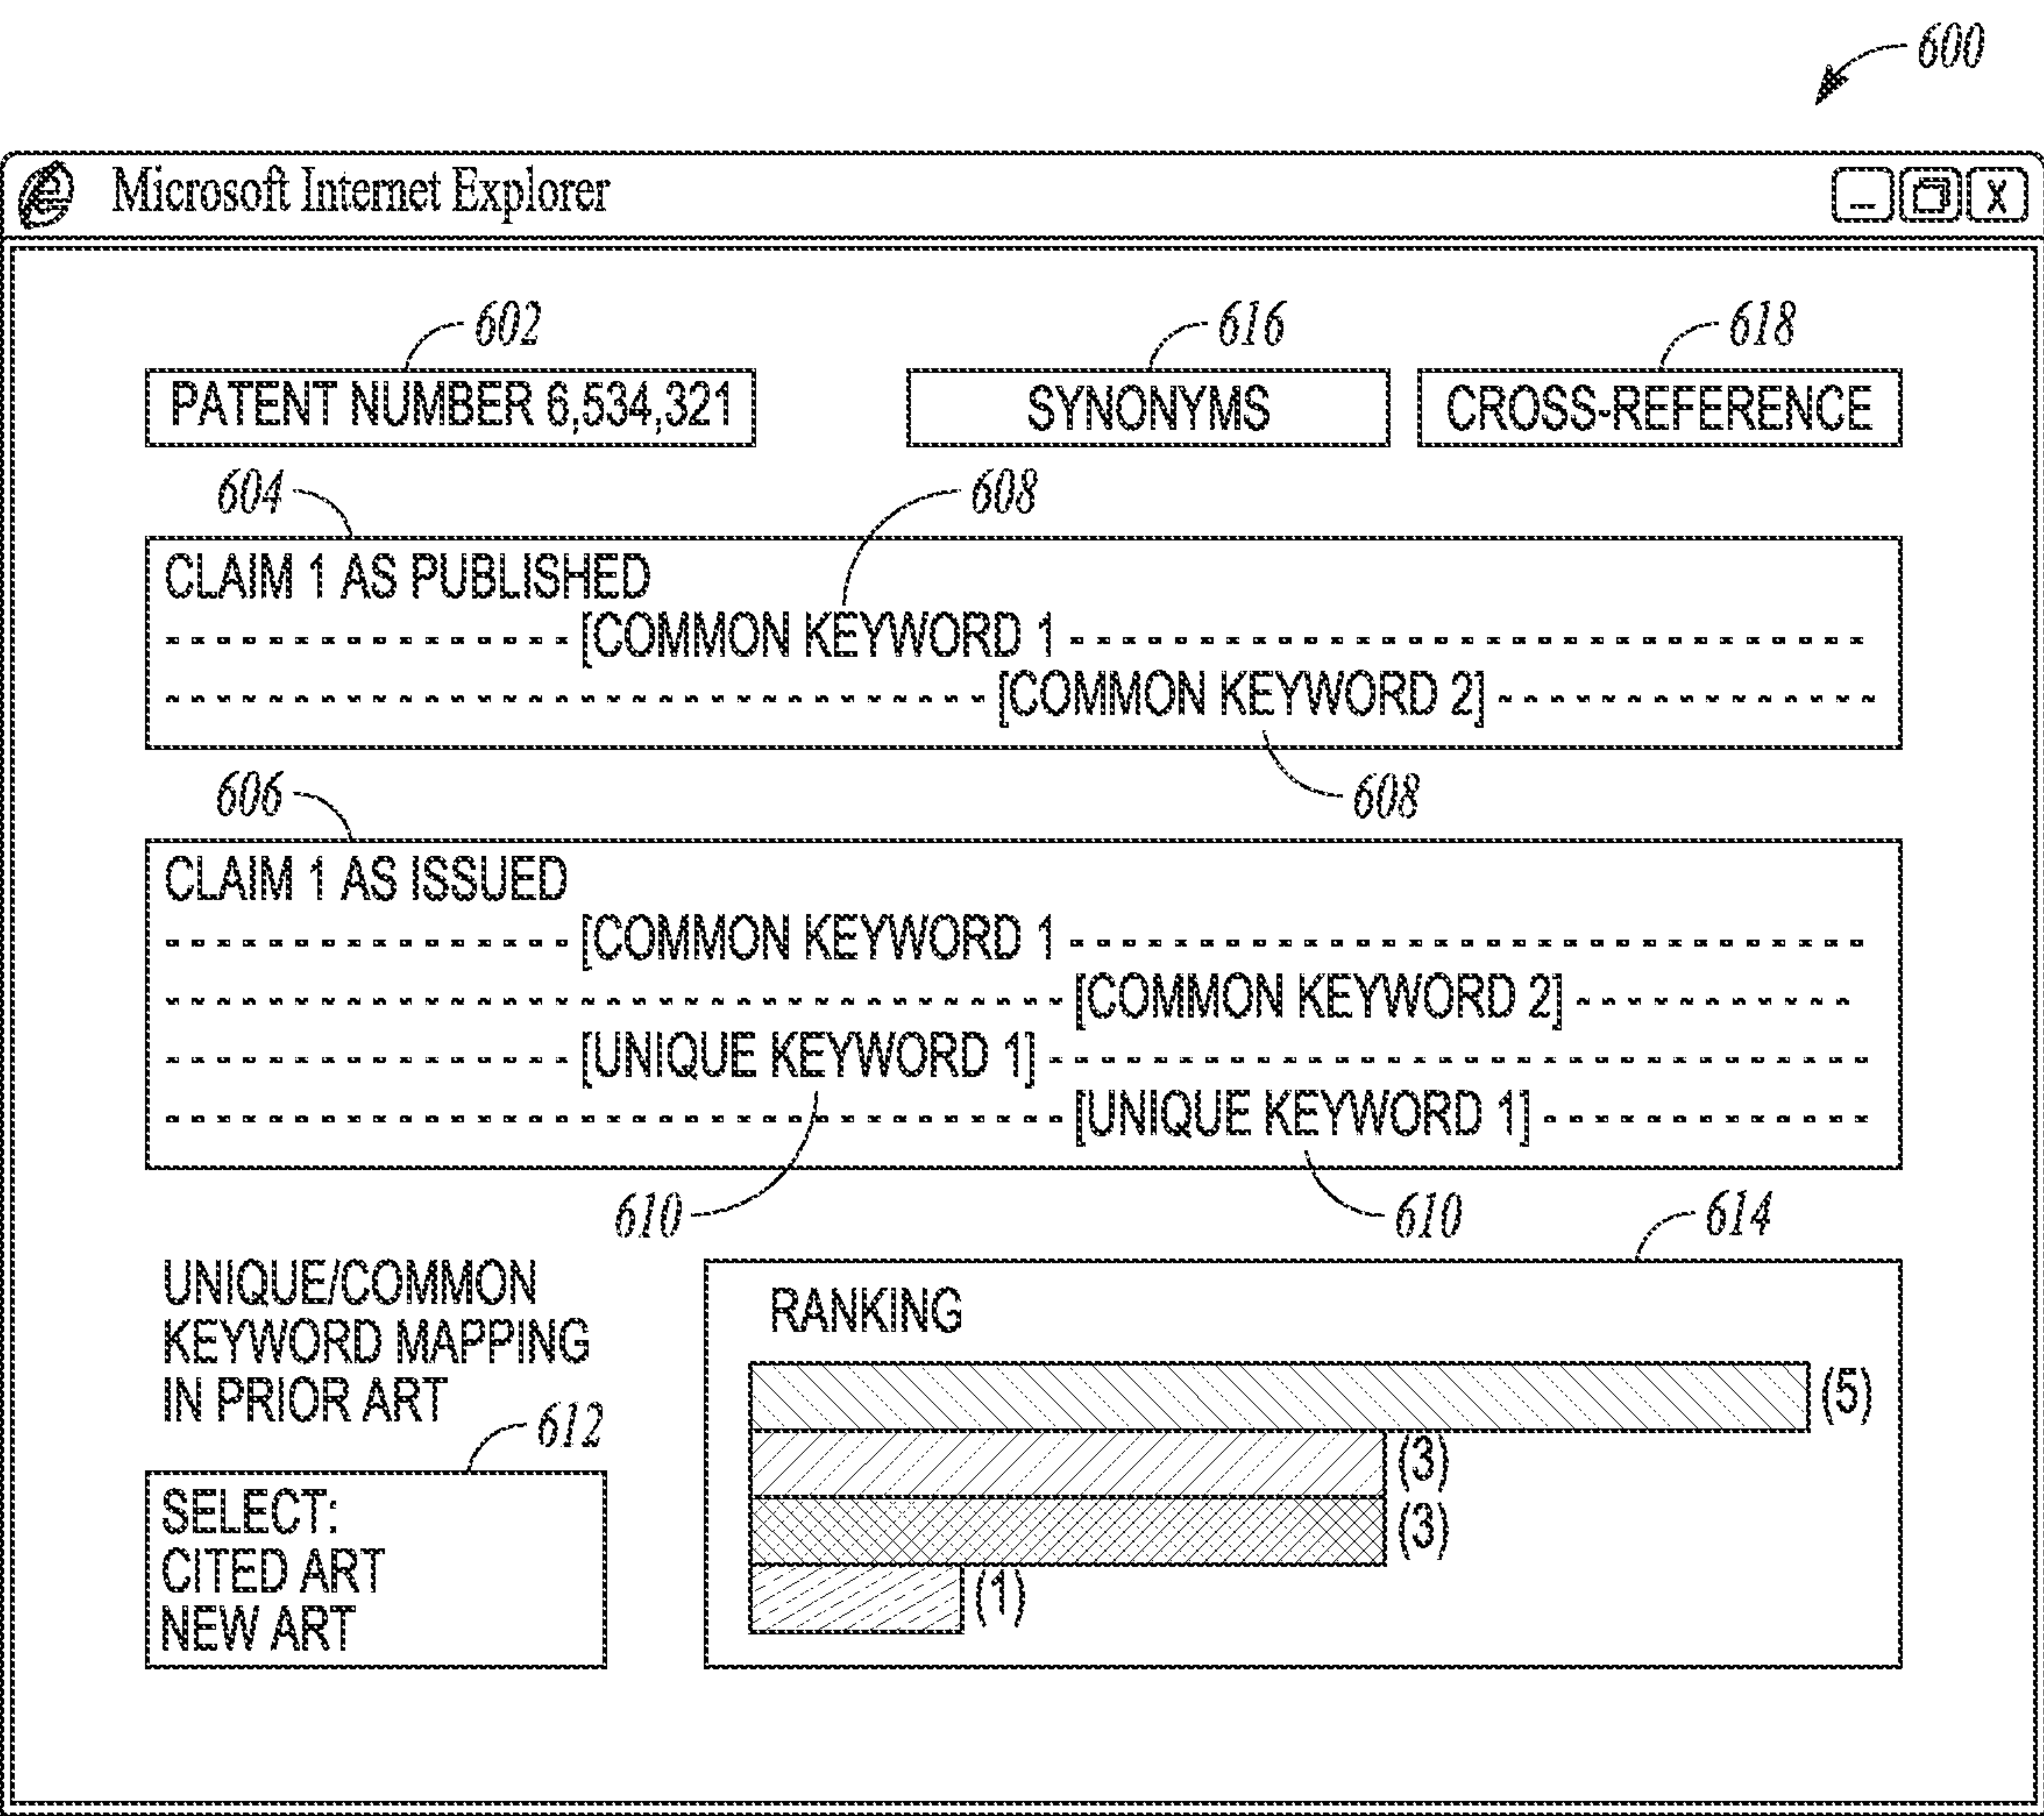 600
Microsoft Internet Explorer
602 616 618
PATENT NUMBER 6,534,321 SYNONYMS CROSS-REFERENCE
604 608
CLAIM 1 AS PUBLISHED
----------------[COMMON KEYWORD 1 -------------------------------
--------------------------------[COMMON KEYWORD 2] ---------------
606 608
CLAIM 1 AS ISSUED
----------------[COMMON KEYWORD 1 -------------------------------
-----------------------------------[COMMON KEYWORD 2] -----------
----------------[UNIQUE KEYWORD 1] --------------------------------
-----------------------------------[UNIQUE KEYWORD 1] -------------
610 610 614
UNIQUE/COMMON
KEYWORD MAPPING
IN PRIOR ART
612
SELECT:
CITED ART
NEW ART
RANKING
(5)
(3)
(3)
(1)